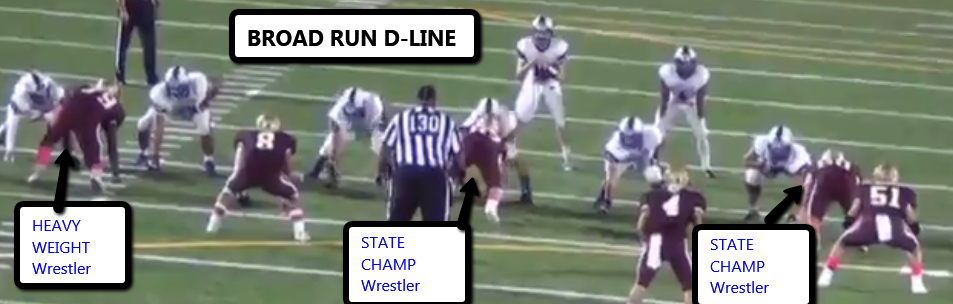 BROAD RUN D-LINE
8
130
4
51
HEAVY
WEIGHT
Wrestler
STATE
CHAMP
Wrestler
STATE
CHAMP
Wrestler